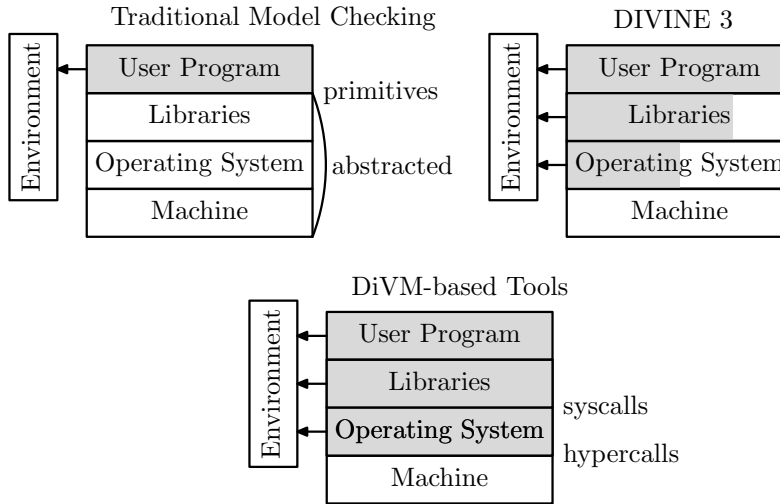 Traditional Model Checking
Environment
User Program
Libraries
Operating System
Machine
primitives
abstracted
DIVINE 3
Environment
User Program
Libraries
Operating System
Machine
DiVM-based Tools
Environment
User Program
Libraries
Operating System
Machine
syscalls
hypercalls